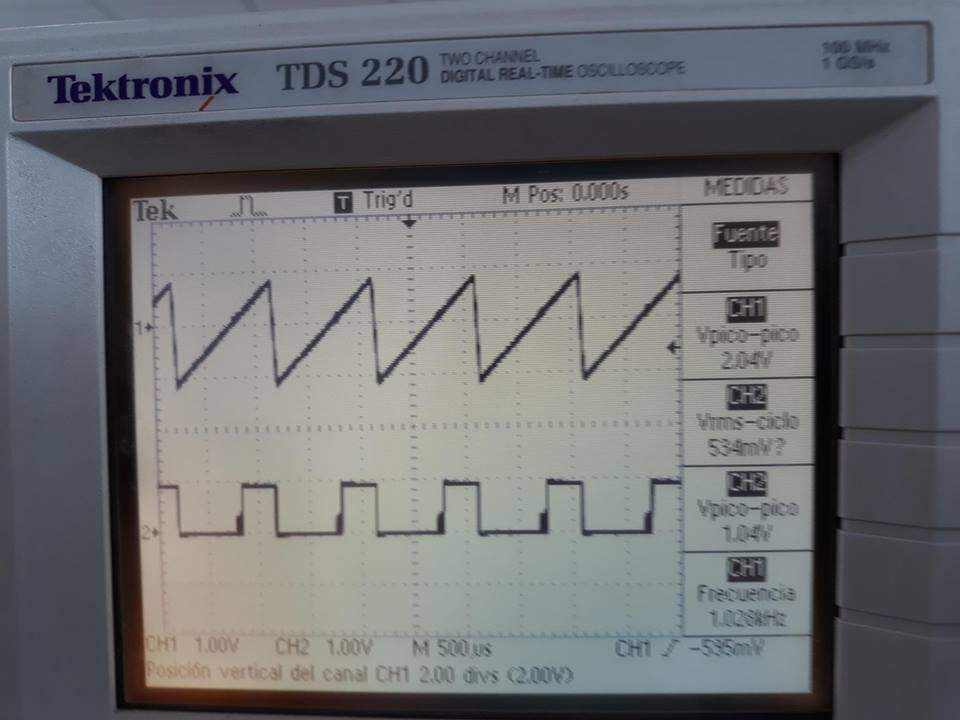 Tektronix TDS 220 TWO CHANNEL
DIGITAL REAL-TIME OSCILLOSCOPE
100 MHz
1 GS/s
Tek T Trig'd M Pos: 0.000s MEDIDAS
Fuente
Tipo
CH1
Vpico-pico
2.04V
CH2
Vrms-ciclo
534mV?
CH2
Vpico-pico
1.04V
CH1
Frecuencia
1.028kHz
1
2
CH1 1.00V CH2 1.00V M 500µs CH1 -535mV
Posición vertical del canal CH1 2.00 divs (2.00V)